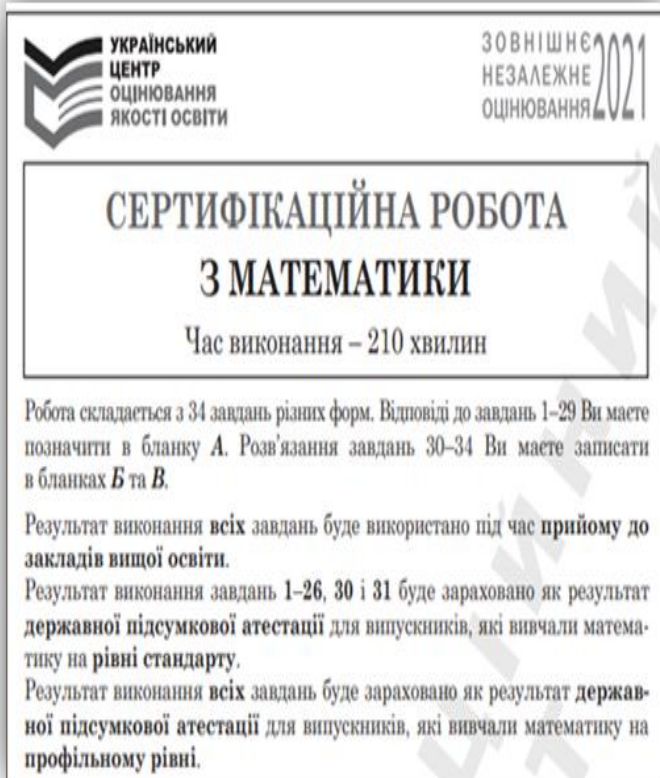 УКРАЇНСЬКИЙ
ЦЕНТР
ОЦІНЮВАННЯ
ЯКОСТІ ОСВІТИ
ЗОВНІШНЄ
НЕЗАЛЕЖНЕ
ОЦІНЮВАННЯ 2021
СЕРТИФІКАЦІЙНА РОБОТА
З МАТЕМАТИКИ
Час виконання – 210 хвилин
Робота складається з 34 завдань різних форм. Відповіді до завдань 1–29 Ви маєте
позначити в бланку А. Розв’язання завдань 30–34 Ви маєте записати
в бланках Б та В.
Результат виконання всіх завдань буде використано під час прийому до
закладів вищої освіти.
Результат виконання завдань 1–26, 30 і 31 буде зараховано як результат
державної підсумкової атестації для випускників, які вивчали матема-
тику на рівні стандарту.
Результат виконання всіх завдань буде зараховано як результат держав-
ної підсумкової атестації для випускників, які вивчали математику на
профільному рівні.